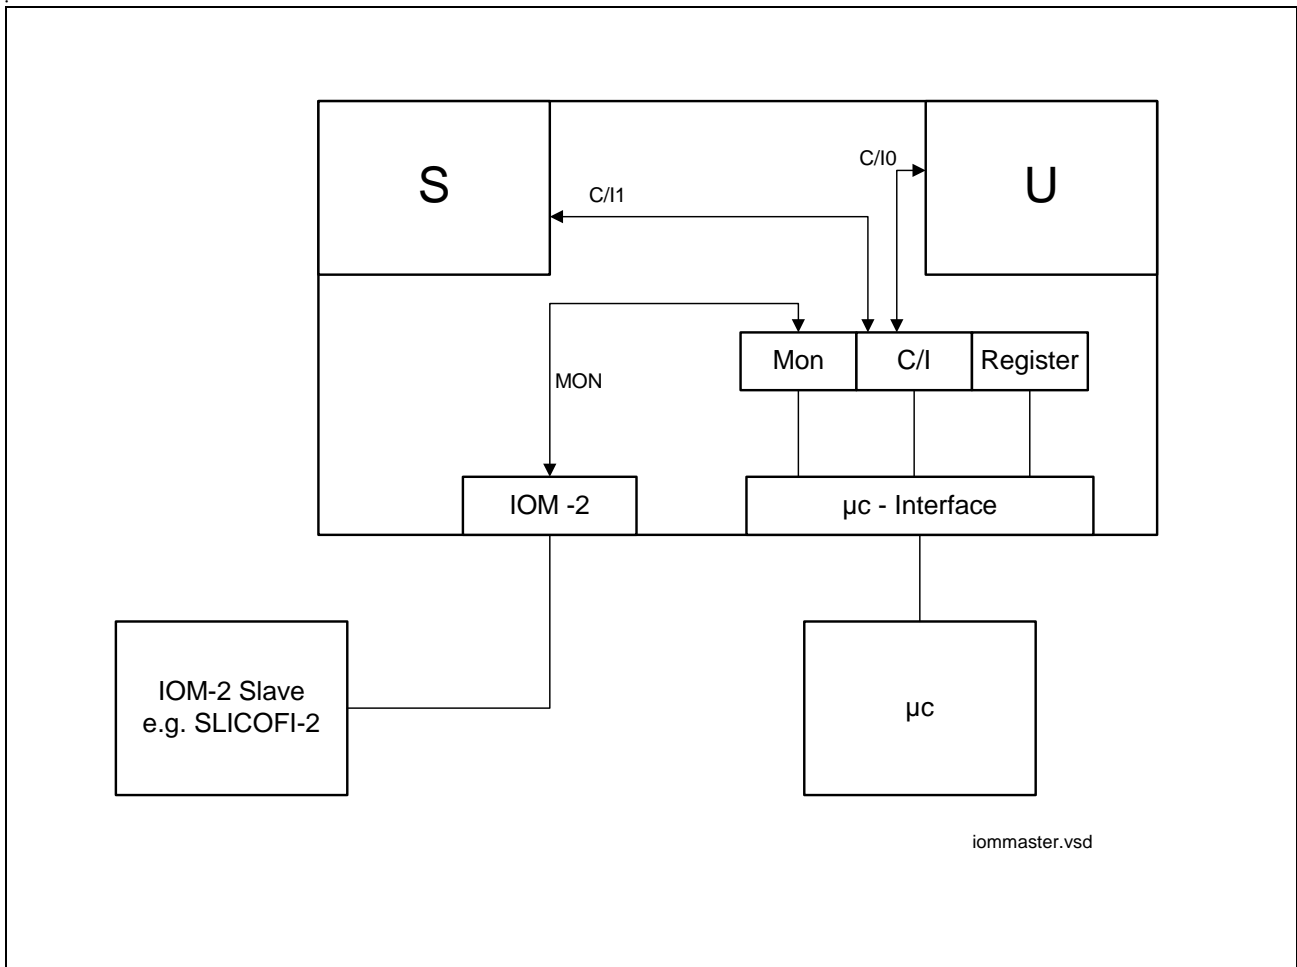 S
U
C/I0
C/I1
Mon
C/I
Register
MON
IOM -2
µc - Interface
IOM-2 Slave
e.g. SLICOFI-2
µc
iommaster.vsd